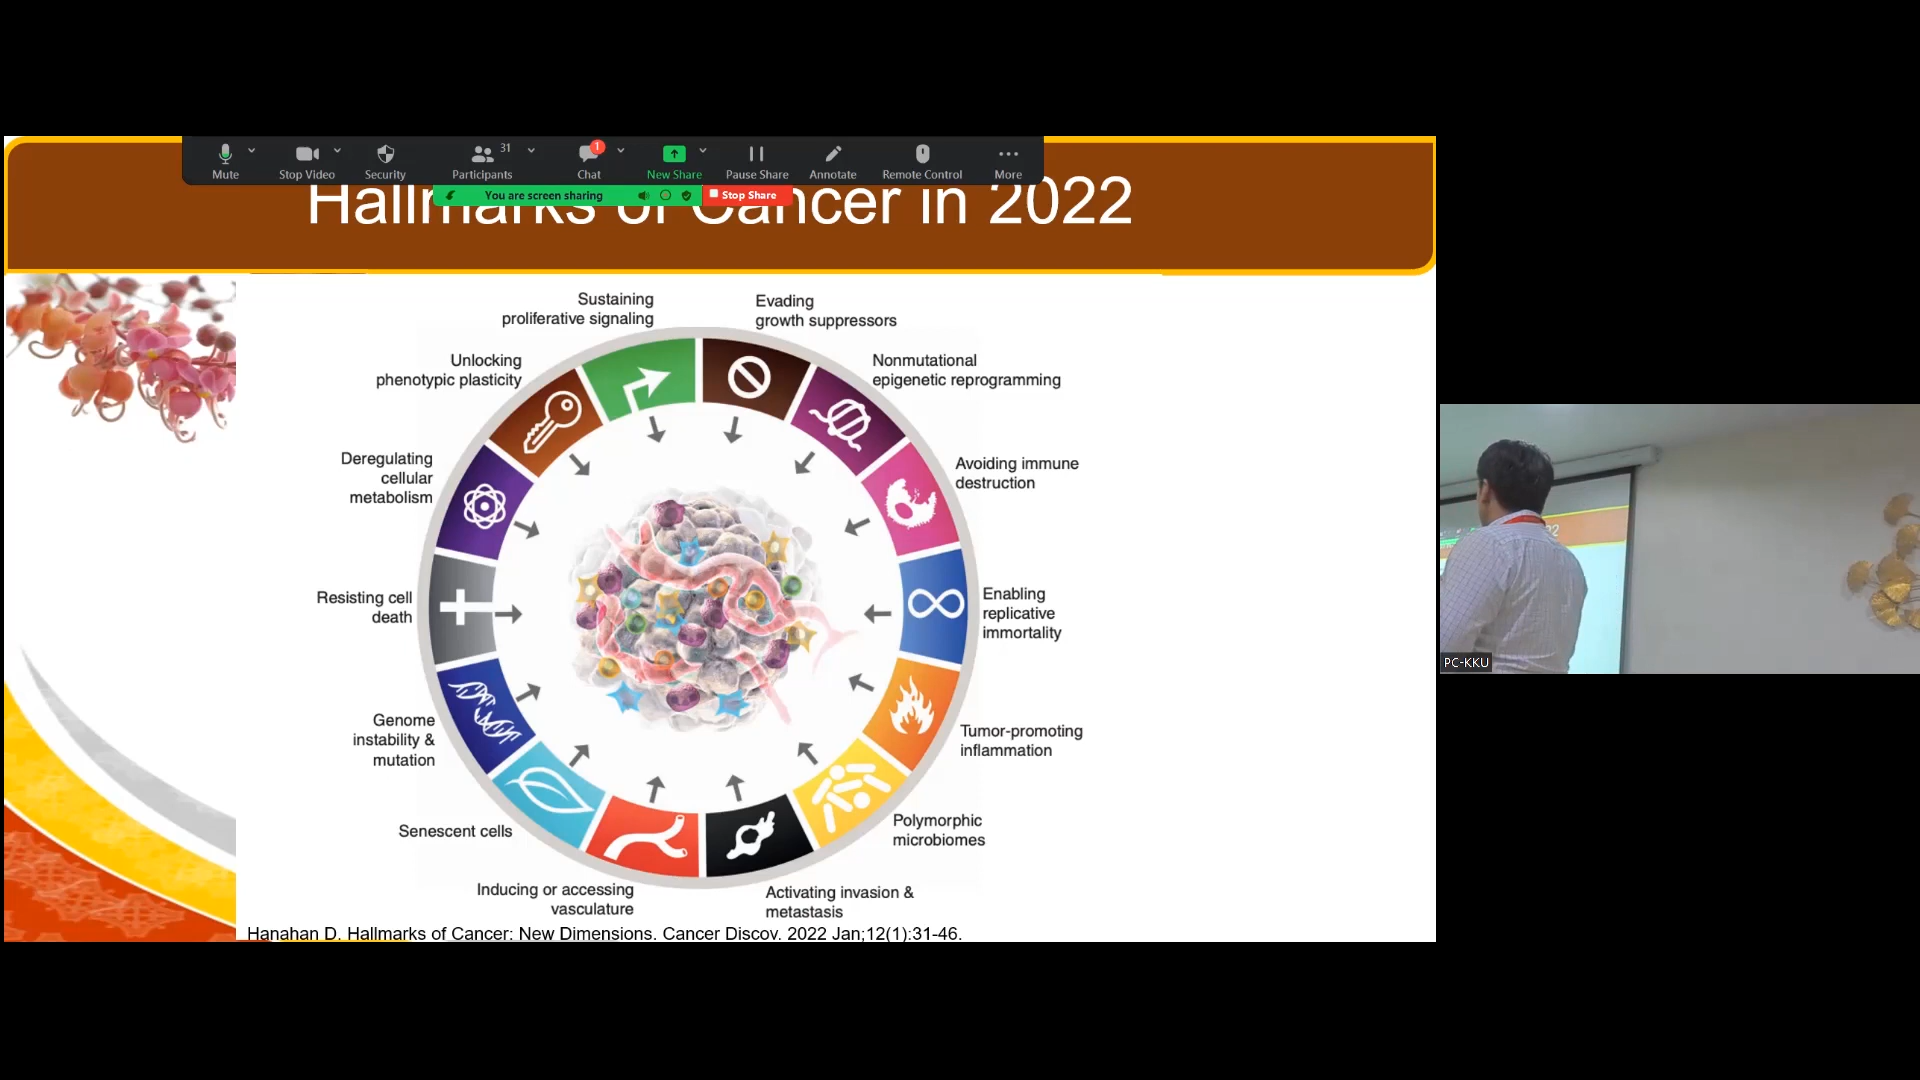 Mute
Stop Video
Security
Participants
31
Chat
1
New Share
Pause Share
Annotate
Remote Control
More
You are screen sharing
Stop Share
Hallmarks of Cancer in 2022
Sustaining
proliferative signaling
Evading
growth suppressors
Unlocking
phenotypic plasticity
Nonmutational
epigenetic reprogramming
Deregulating
cellular
metabolism
Avoiding immune
destruction
Resisting cell
death
Enabling
replicative
immortality
Genome
instability &
mutation
Tumor-promoting
inflammation
Senescent cells
Polymorphic
microbiomes
Inducing or accessing
vasculature
Activating invasion &
metastasis
Hanahan D. Hallmarks of Cancer: New Dimensions. Cancer Discov. 2022 Jan;12(1):31-46.
PC-KKU